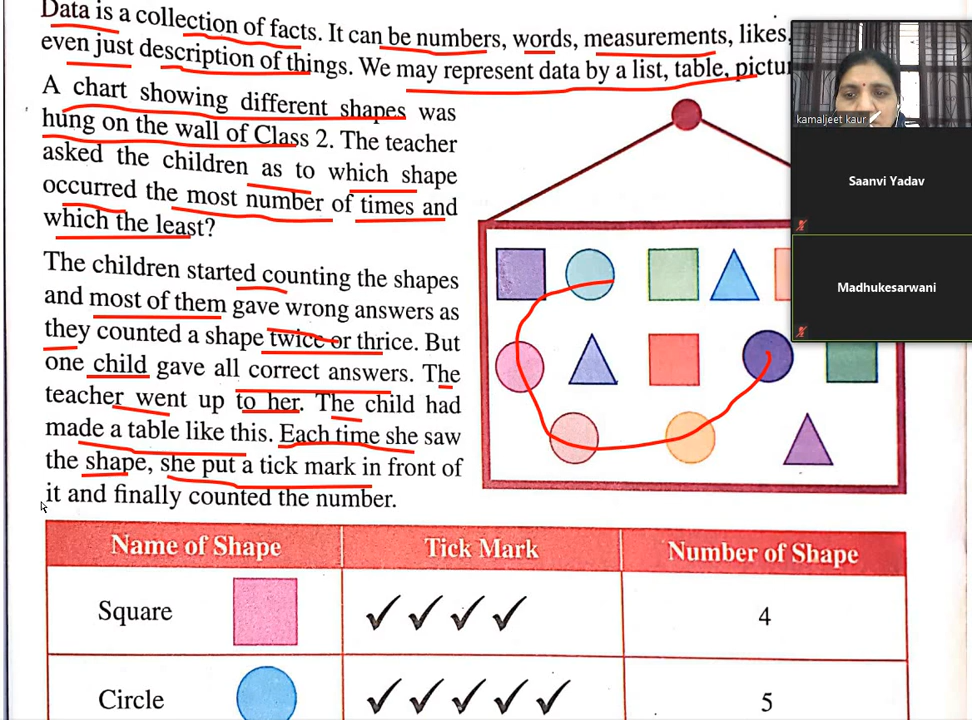 Data is a collection of facts. It can be numbers, words, measurements, likes,
even just description of things. We may represent data by a list, table,
A chart showing different shapes was
hung on the wall of Class 2. The teacher
asked the children as to which shape
occurred the most number of times and
which the least?
The children started counting the shapes
and most of them gave wrong answers as
they counted a shape twice or thrice. But
one child gave all correct answers. The
teacher went up to her. The child had
made a table like this. Each time she saw
the shape, she put a tick mark in front of
it and finally counted the number.
kamaljeet kaur
Saanvi Yadav
Madhukesarwani
Name of Shape Tick Mark Number of Shape
Square ✓ ✓ ✓ ✓ 4
Circle ✓ ✓ ✓ ✓ ✓ 5